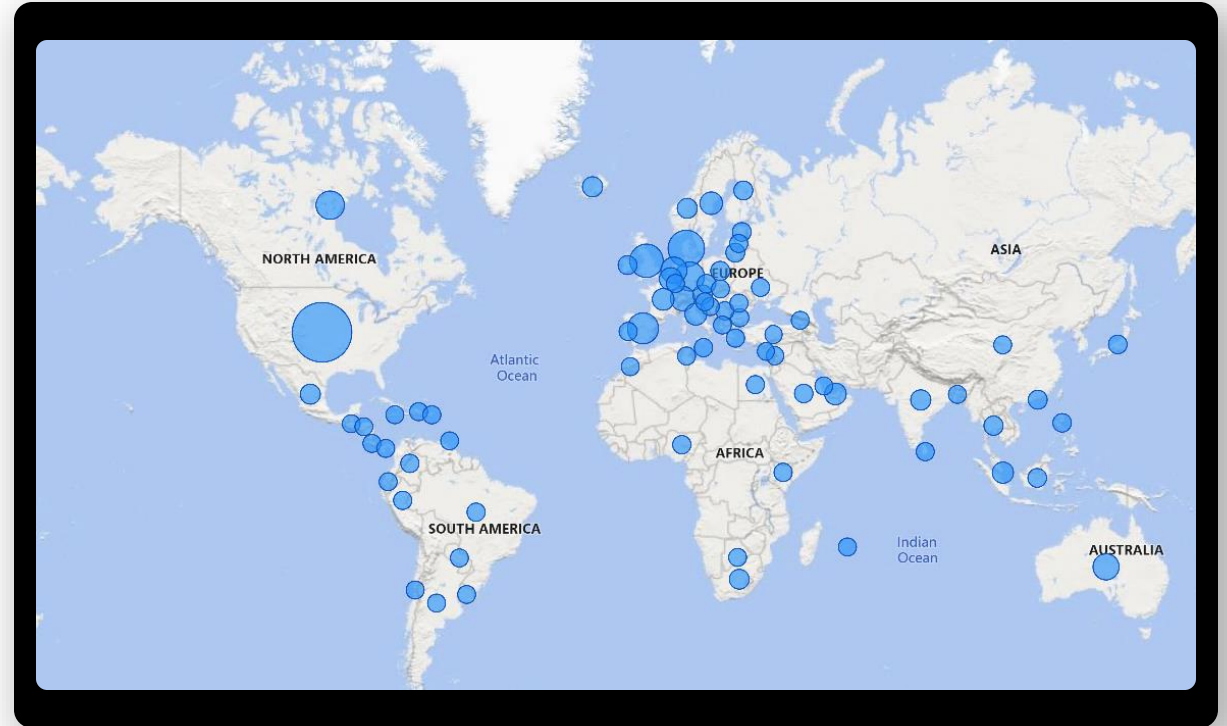 NORTH AMERICA
ASIA
EUROPE
Atlantic
Ocean
AFRICA
SOUTH AMERICA
Indian
Ocean
AUSTRALIA